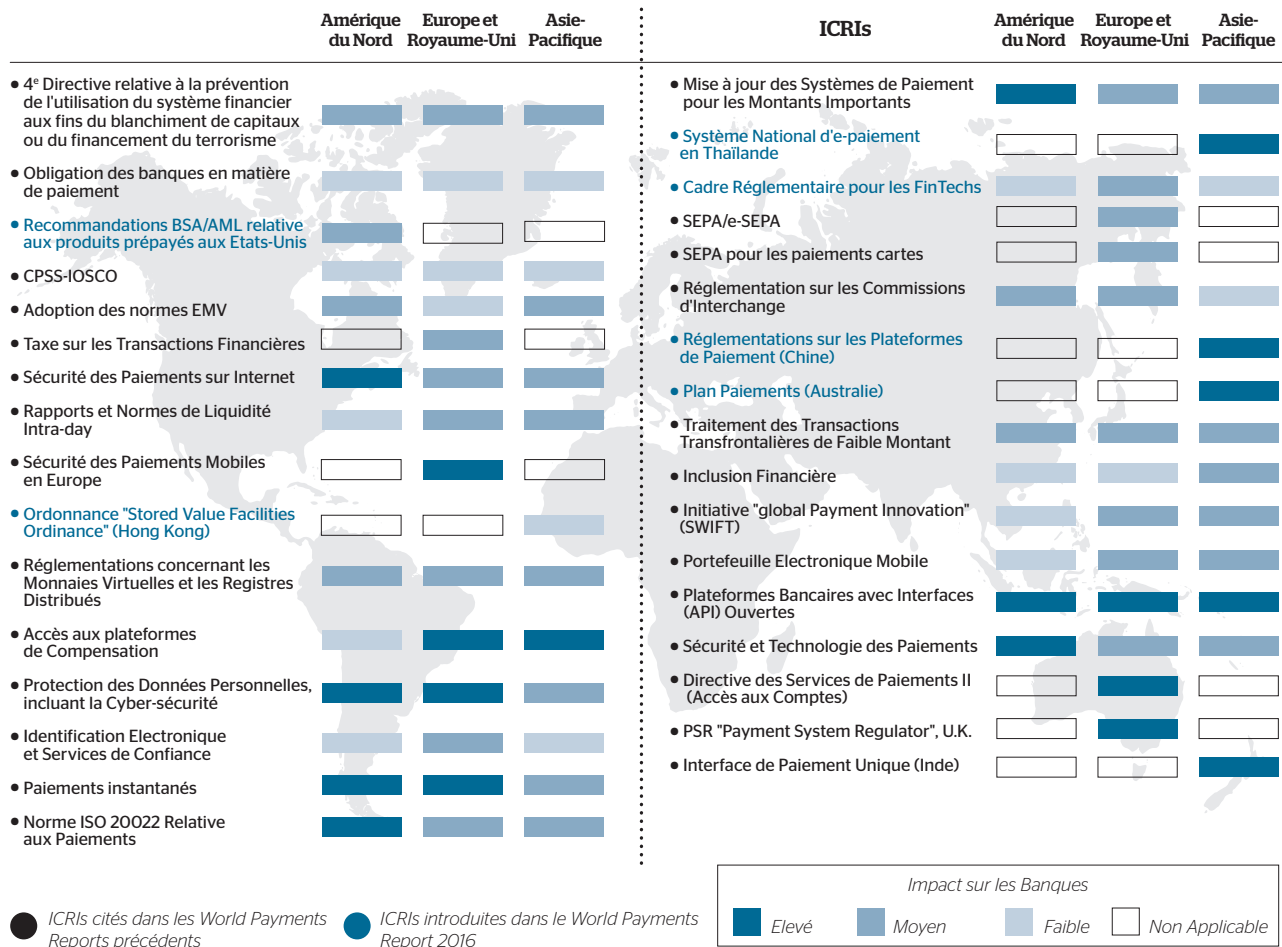 Amérique
du Nord
Europe et
Royaume-Uni
Asie-
Pacifique
• 4e Directive relative à la prévention
de l'utilisation du système financier
aux fins du blanchiment de capitaux
ou du financement du terrorisme
• Obligation des banques en matière
de paiement
• Recommandations BSA/AML relative
aux produits prépayés aux Etats-Unis
• CPSS-IOSCO
• Adoption des normes EMV
• Taxe sur les Transactions Financières
• Sécurité des Paiements sur Internet
• Rapports et Normes de Liquidité
Intra-day
• Sécurité des Paiements Mobiles
en Europe
• Ordonnance "Stored Value Facilities
Ordinance" (Hong Kong)
• Réglementations concernant les
Monnaies Virtuelles et les Registres
Distribués
• Accès aux plateformes
de Compensation
• Protection des Données Personnelles,
incluant la Cyber-sécurité
• Identification Electronique
et Services de Confiance
• Paiements instantanés
• Norme ISO 20022 Relative
aux Paiements
ICRIs
Amérique
du Nord
Europe et
Royaume-Uni
Asie-
Pacifique
• Mise à jour des Systèmes de Paiement
pour les Montants Importants
• Système National d'e-paiement
en Thaïlande
• Cadre Réglementaire pour les FinTechs
• SEPA/e-SEPA
• SEPA pour les paiements cartes
• Réglementation sur les Commissions
d'Interchange
• Réglementations sur les Plateformes
de Paiement (Chine)
• Plan Paiements (Australie)
• Traitement des Transactions
Transfrontalières de Faible Montant
• Inclusion Financière
• Initiative "global Payment Innovation"
(SWIFT)
• Portefeuille Electronique Mobile
• Plateformes Bancaires avec Interfaces
(API) Ouvertes
• Sécurité et Technologie des Paiements
• Directive des Services de Paiements II
(Accès aux Comptes)
• PSR "Payment System Regulator", U.K.
• Interface de Paiement Unique (Inde)
ICRIs cités dans les World Payments
Reports précédents
ICRIs introduites dans le World Payments
Report 2016
Impact sur les Banques
Elevé
Moyen
Faible
Non Applicable